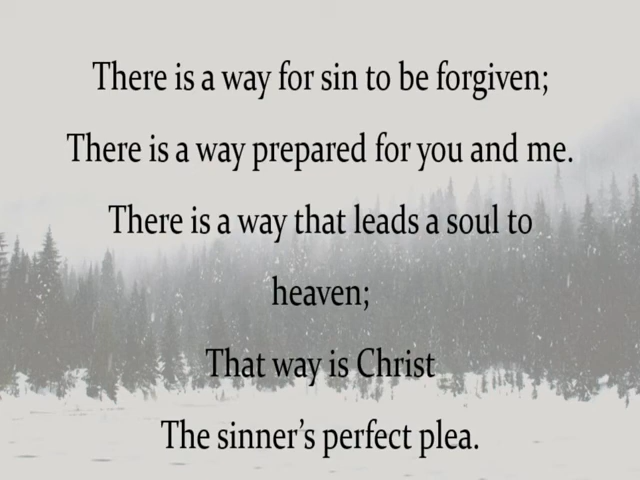 There is a way for sin to be forgiven;
There is a way prepared for you and me.
There is a way that leads a soul to
heaven;
That way is Christ
The sinner’s perfect plea.